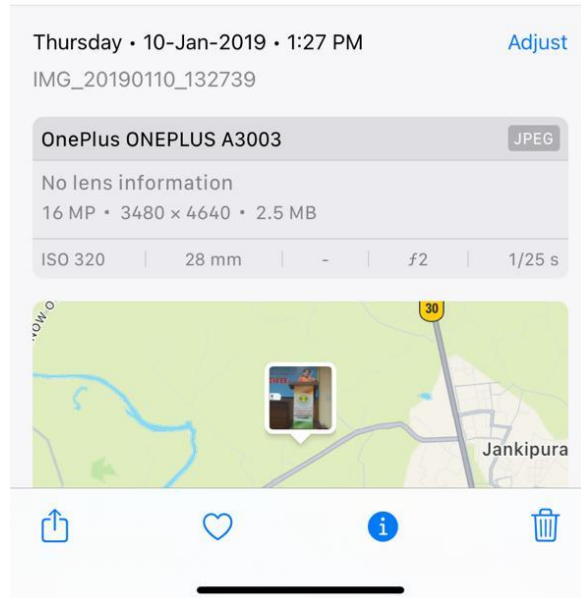 Thursday • 10-Jan-2019 • 1:27 PM Adjust
IMG_20190110_132739
OnePlus ONEPLUS A3003 JPEG
No lens information
16 MP • 3480 × 4640 • 2.5 MB
ISO 320 28 mm - ƒ2 1/25 s
30
Jankipura